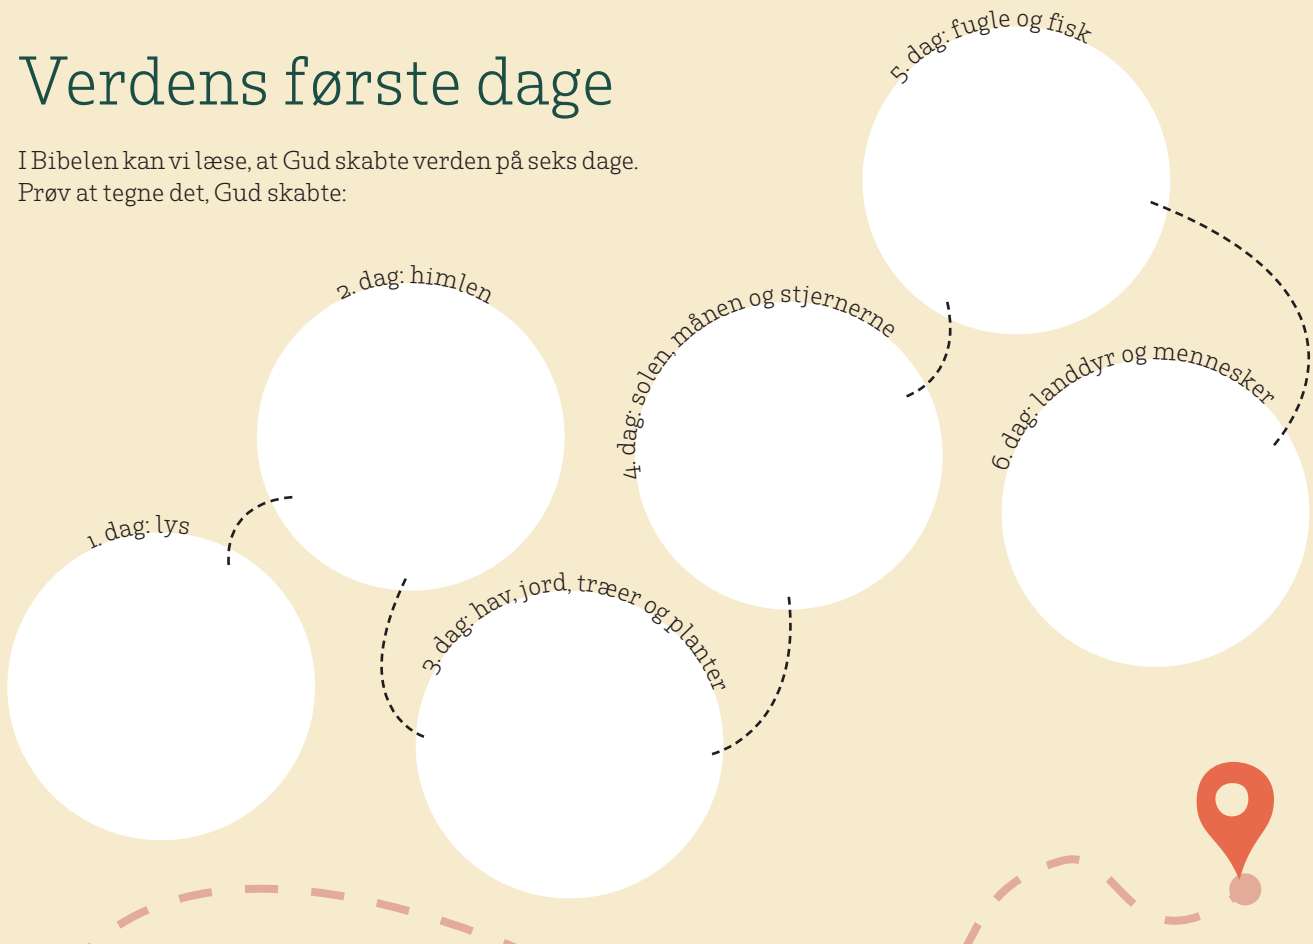 Verdens første dage
I Bibelen kan vi læse, at Gud skabte verden på seks dage.
Prøv at tegne det, Gud skabte:
1. dag: lys
2. dag: himlen
3. dag: hav, jord, træer og planter
4. dag: solen, månen og stjernerne
5. dag: fugle og fisk
6. dag: landdyr og mennesker